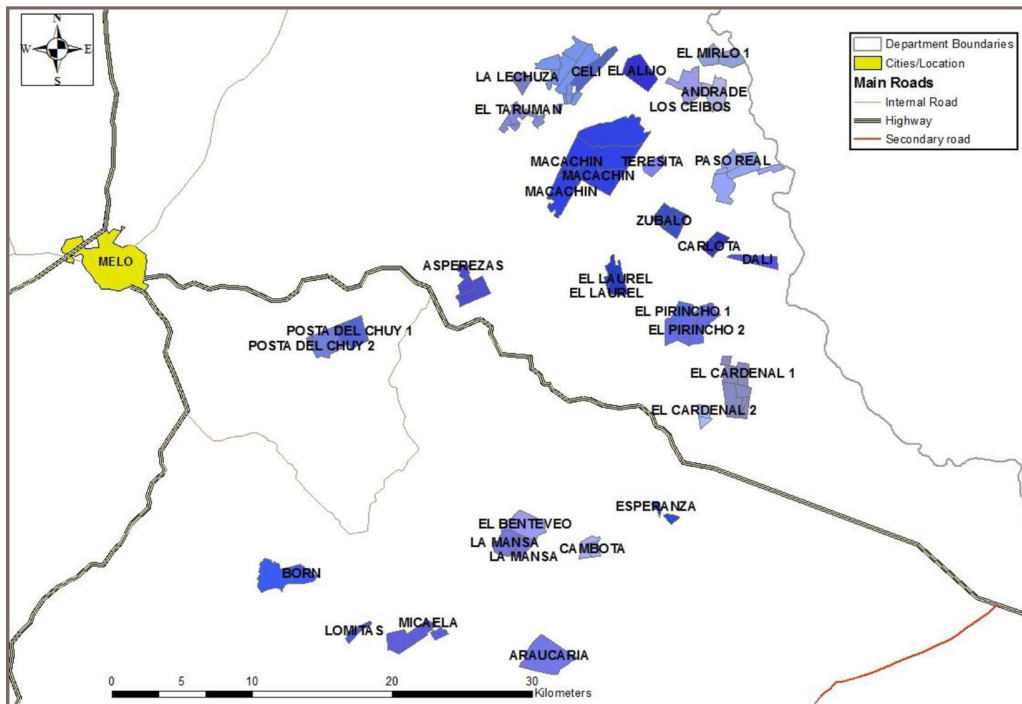 N
W E
S
Department Boundaries
Cities/Location
Main Roads
Internal Road
Highway
Secondary road
EL MIRLO 1
LA LECHUZA
CELI
EL ALIJO
ANDRADE
LOS CEIBOS
EL TARUMAN
MACACHIN
TERESITA
PASO REAL
MACACHIN
MACACHIN
ZUBALO
CARLOTA
DALI
MELO
ASPEREZAS
EL LAUREL
EL LAUREL
EL PIRINCHO 1
EL PIRINCHO 2
POSTA DEL CHUY 1
POSTA DEL CHUY 2
EL CARDENAL 1
EL CARDENAL 2
ESPERANZA
EL BENTEVEO
LA MANSA
LA MANSA
CAMBOTA
BORN
LOMITAS
MICAELA
ARAUCARIA
0 5 10 20 30
Kilometers